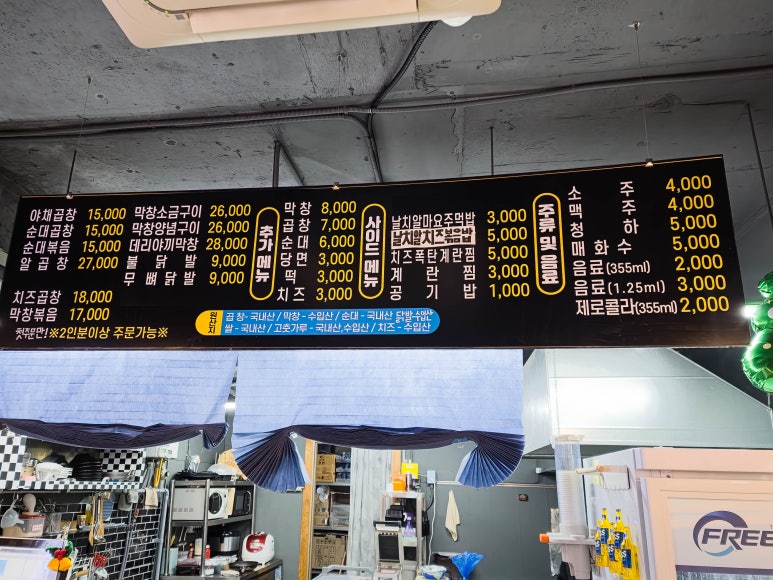 야채곱창 15,000
순대곱창 15,000
순대볶음 15,000
알곱창 27,000
치즈곱창 18,000
막창볶음 17,000
첫주문만! ※2인분이상 주문가능※
막창소금구이 26,000
막창양념구이 26,000
데리야끼막창 28,000
불닭발 9,000
무뼈닭발 9,000
추가메뉴
막창 8,000
곱창 7,000
순대 6,000
당면 3,000
떡 3,000
치즈 3,000
사이드메뉴
날치알마요주먹밥 3,000
날치알치즈볶음밥 3,000
치즈폭탄계란찜 5,000
계란찜 3,000
공기밥 1,000
주류 및 음료
소주 4,000
맥주 4,000
청하 5,000
매화수 5,000
음료(355ml) 2,000
음료(1.25ml) 3,000
제로콜라(355ml) 2,000
원산지
곱창-국내산 / 막창-수입산 / 순대-국내산 닭발-수입산
쌀-국내산 / 고춧가루-국내산,수입산 / 치즈-수입산
FREE